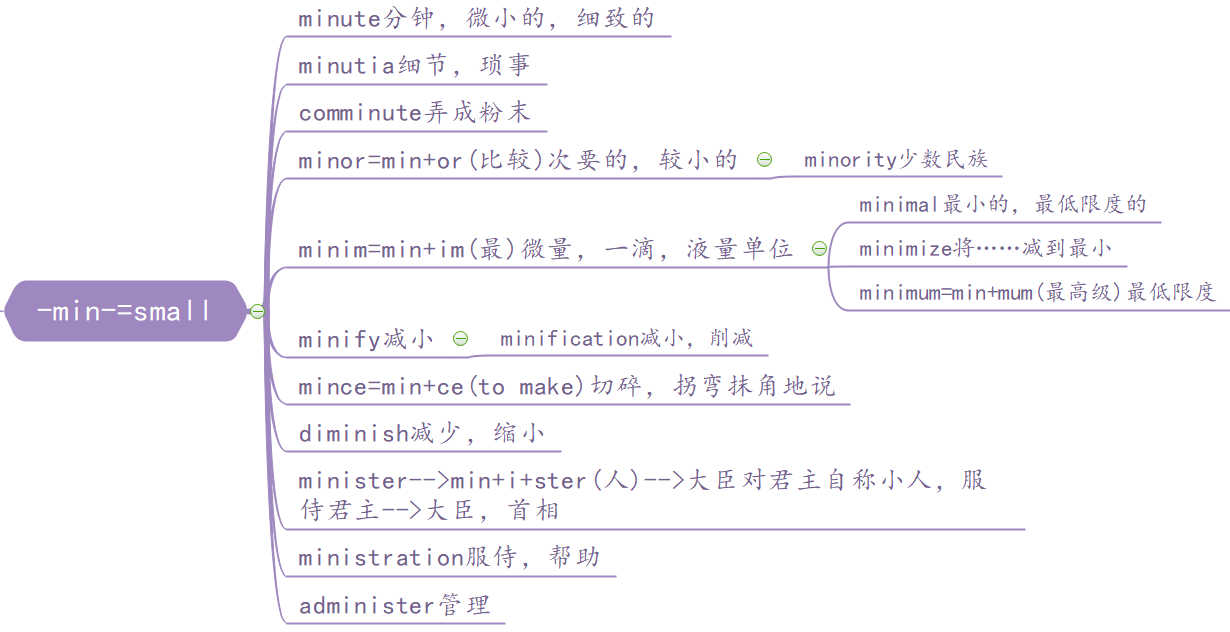 -min-=small
minute分钟，微小的，细致的
minutia细节，琐事
comminute弄成粉末
minor=min+or(比较)次要的，较小的
minority少数民族
minim=min+im(最)微量，一滴，液量单位
minimal最小的，最低限度的
minimize将……减到最小
minimum=min+mum(最高级)最低限度
minify减小
minification减小，削减
mince=min+ce(to make)切碎，拐弯抹角地说
diminish减少，缩小
minister-->min+i+ster(人)-->大臣对君主自称小人，服
侍君主-->大臣，首相
ministration服侍，帮助
administer管理